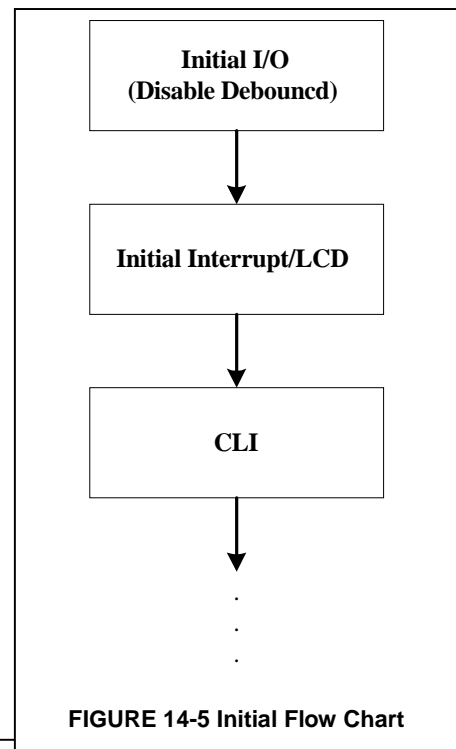 Initial I/O
(Disable Debouncd)
Initial Interrupt/LCD
CLI
.
.
.
FIGURE 14-5 Initial Flow Chart